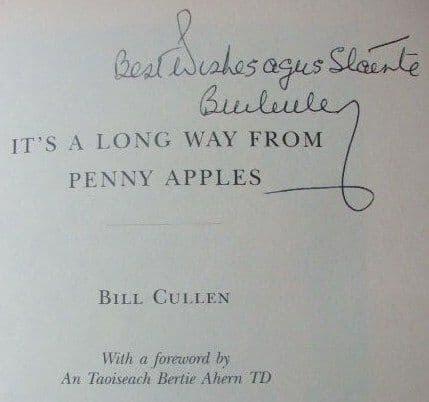 Best Wishes agus Slainte
Bill Cullen
IT'S A LONG WAY FROM
PENNY APPLES
BILL CULLEN
With a foreword by
An Taoiseach Bertie Ahern TD